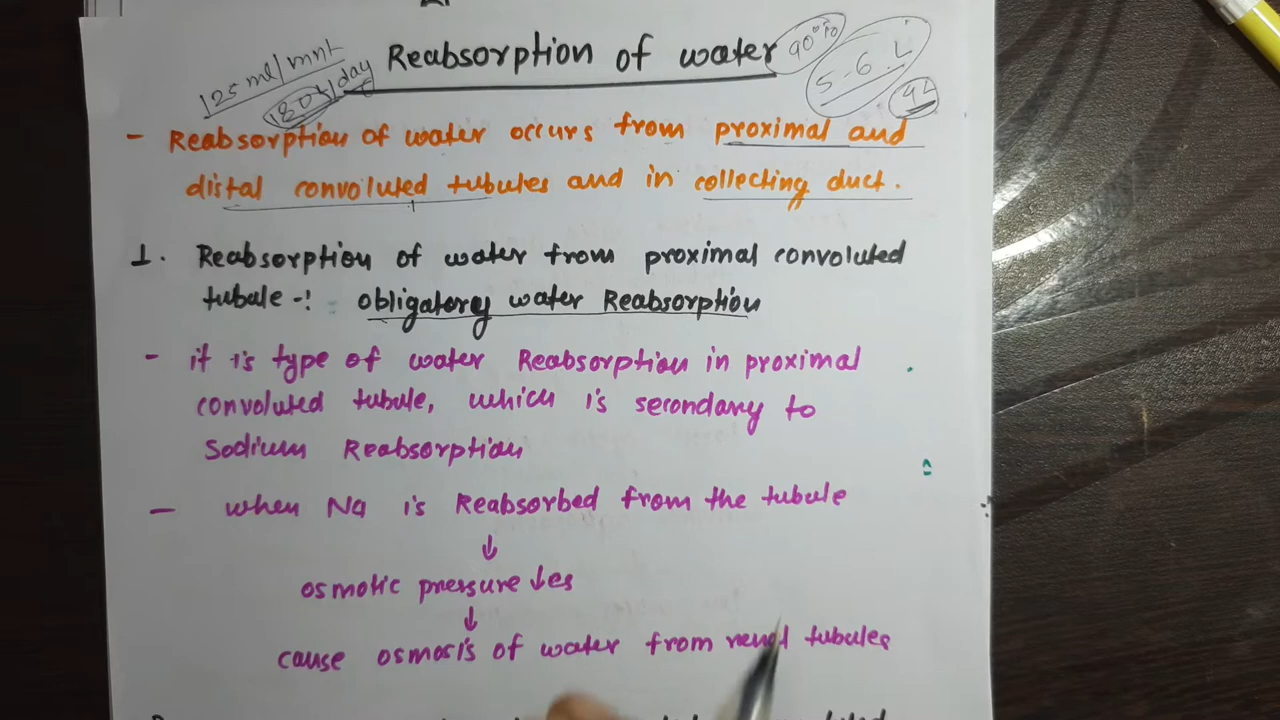 Reabsorption of water
125 ml/mnt
180 L/day
90%
5-6 L
- Reabsorption of water occurs from proximal and
distal convoluted tubules and in collecting duct.
1. Reabsorption of water from proximal convoluted
tubale -: obligatory water Reabsorption
- it is type of water Reabsorption in proximal
convoluted tubule, which is secondary to
Sodium Reabsorption
- when Na is Reabsorbed from the tubule
↓
osmotic pressure ↓es
↓
cause osmosis of water from renal tubules